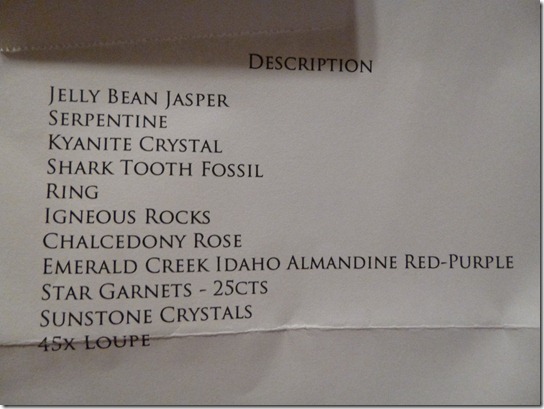 Description
Jelly Bean Jasper
Serpentine
Kyanite Crystal
Shark Tooth Fossil
Ring
Igneous Rocks
Chalcedony Rose
Emerald Creek Idaho Almandine Red-Purple
Star Garnets - 25cts
Sunstone Crystals
45x Loupe